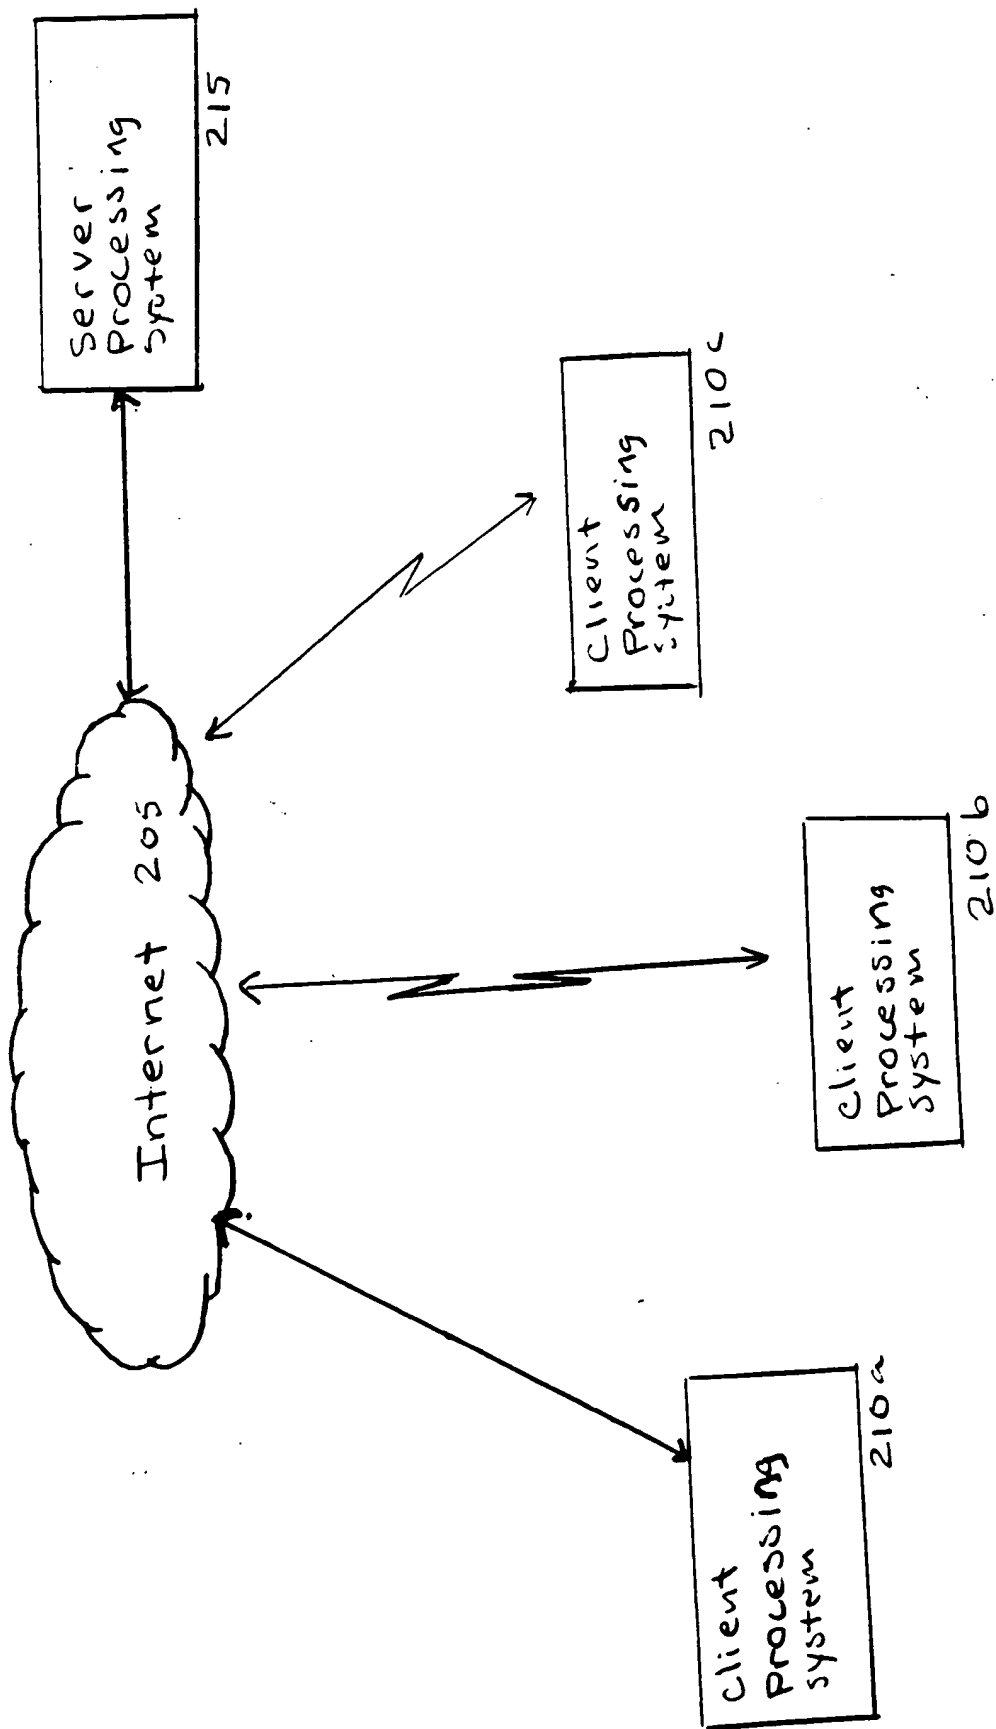 Internet 205
Server
Processing
System
215
Client
Processing
System
210a
Client
Processing
System
210b
Client
Processing
System
210c